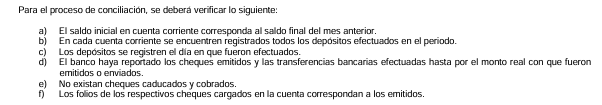 Para el proceso de conciliación, se deberá verificar lo siguiente:
a) El saldo inicial en cuenta corriente corresponda al saldo final del mes anterior.
b) En cada cuenta corriente se encuentren registrados todos los depósitos efectuados en el periodo.
c) Los depósitos se registren el día en que fueron efectuados.
d) El banco haya reportado los cheques emitidos y las transferencias bancarias efectuadas hasta por el monto real con que fueron
emitidos o enviados.
e) No existan cheques caducados y cobrados.
f) Los folios de los respectivos cheques cargados en la cuenta correspondan a los emitidos.